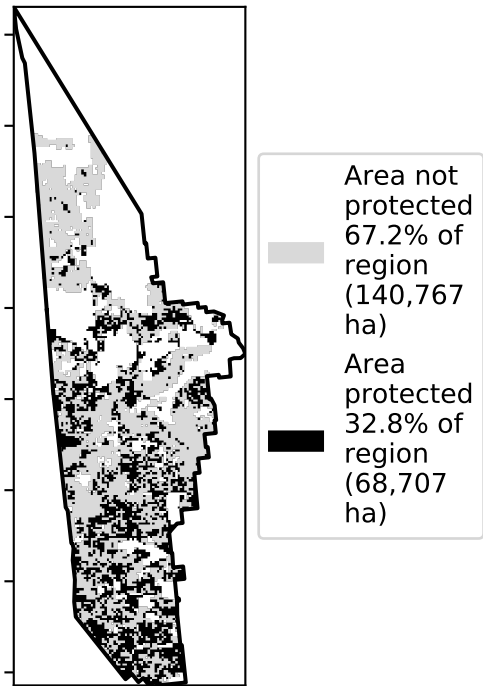 Area not
protected
67.2% of
region
(140,767
ha)
Area
protected
32.8% of
region
(68,707
ha)